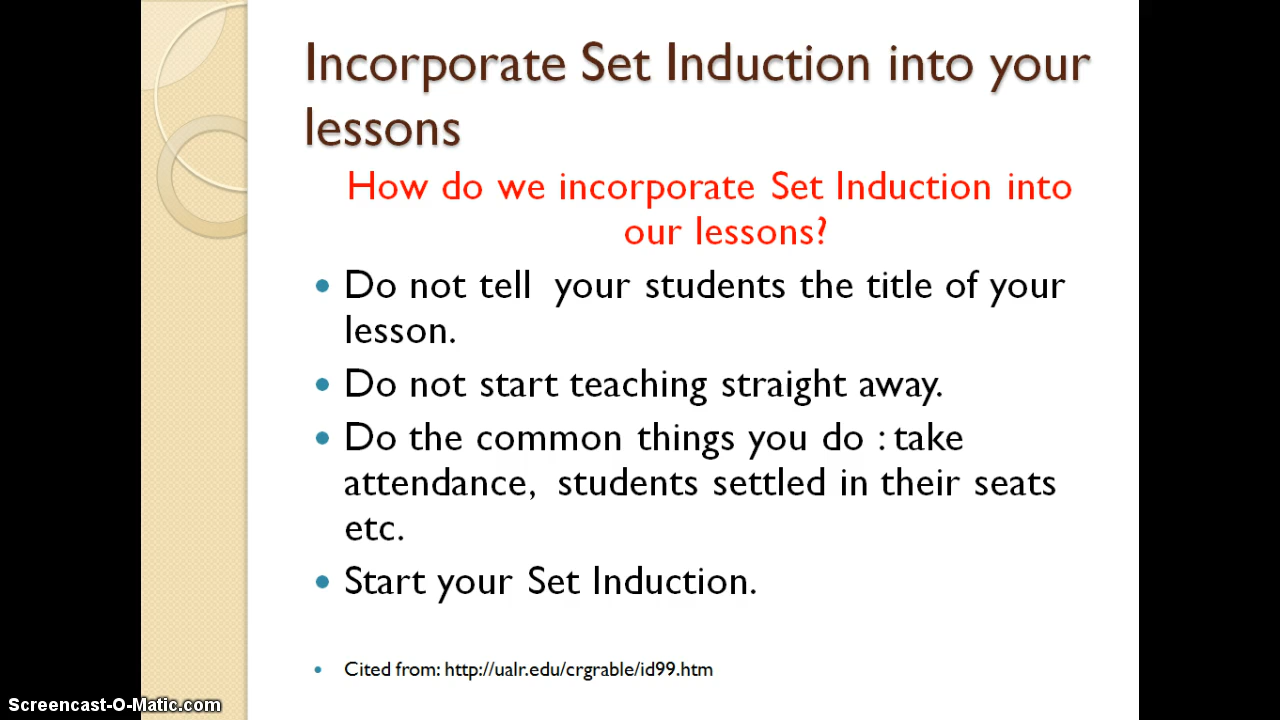 Incorporate Set Induction into your
lessons
How do we incorporate Set Induction into
our lessons?
• Do not tell  your students the title of your
lesson.
• Do not start teaching straight away.
• Do the common things you do : take
attendance,  students settled in their seats
etc.
• Start your Set Induction.
• Cited from: http://ualr.edu/crgrable/id99.htm
Screencast-O-Matic.com